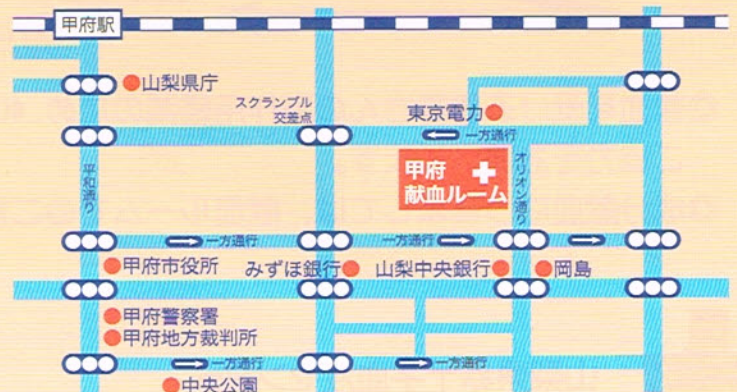 甲府駅
山梨県庁
スクランブル
交差点
東京電力
一方通行
平和通り
甲府
献血ルーム
オリオン通り
一方通行
一方通行
甲府市役所
みずほ銀行
山梨中央銀行
岡島
甲府警察署
甲府地方裁判所
一方通行
一方通行
中央公園